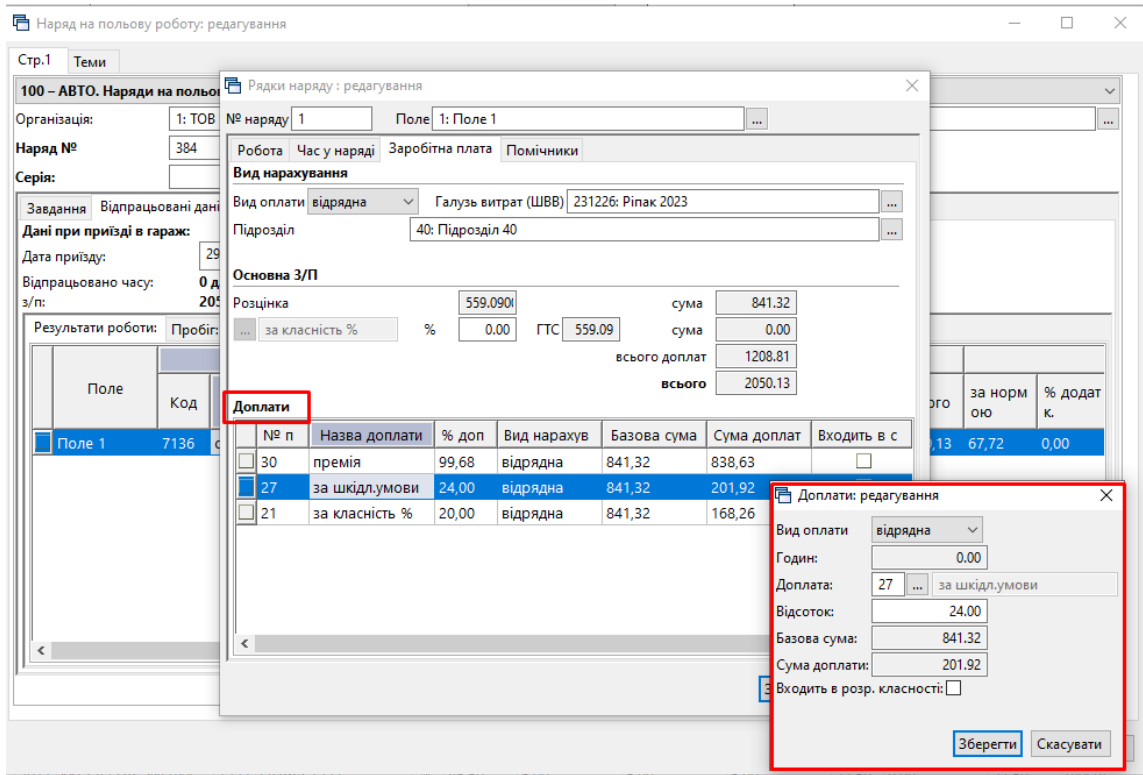 Наряд на польову роботу: редагування
Стр.1 Теми
100 – АВТО. Наряди на польо
Організація: 1: ТОВ ...
Наряд № 384
Серія:
Завдання Відпрацьовані дані
Дані при приїзді в гараж:
Дата приїзду: 29
Відпрацьовано часу: 0 д
з/п: 205
Результати роботи: Пробіг:
Поле Код ого за норм ою % додат к.
Поле 1 7136 с ,13 67,72 0,00
Рядки наряду : редагування
№ наряду 1 Поле 1: Поле 1 ...
Робота Час у наряді Заробітна плата Помічники
Вид нарахування
Вид оплати відрядна Галузь витрат (ШВВ) 231226: Ріпак 2023 ...
Підрозділ 40: Підрозділ 40 ...
Основна З/П
Розцінка 559.090 сума 841.32
... за класність % % 0.00 ГТС 559.09 сума 0.00
всього доплат 1208.81
всього 2050.13
Доплати
№ п Назва доплати % доп Вид нарахув Базова сума Сума доплат Входить в с
30 премія 99,68 відрядна 841,32 838,63
27 за шкідл.умови 24,00 відрядна 841,32 201,92
21 за класність % 20,00 відрядна 841,32 168,26
Доплати: редагування
Вид оплати відрядна
Годин: 0.00
Доплата: 27 ... за шкідл.умови
Відсоток: 24.00
Базова сума: 841.32
Сума доплати: 201.92
Входить в розр. класності:
Зберегти Скасувати